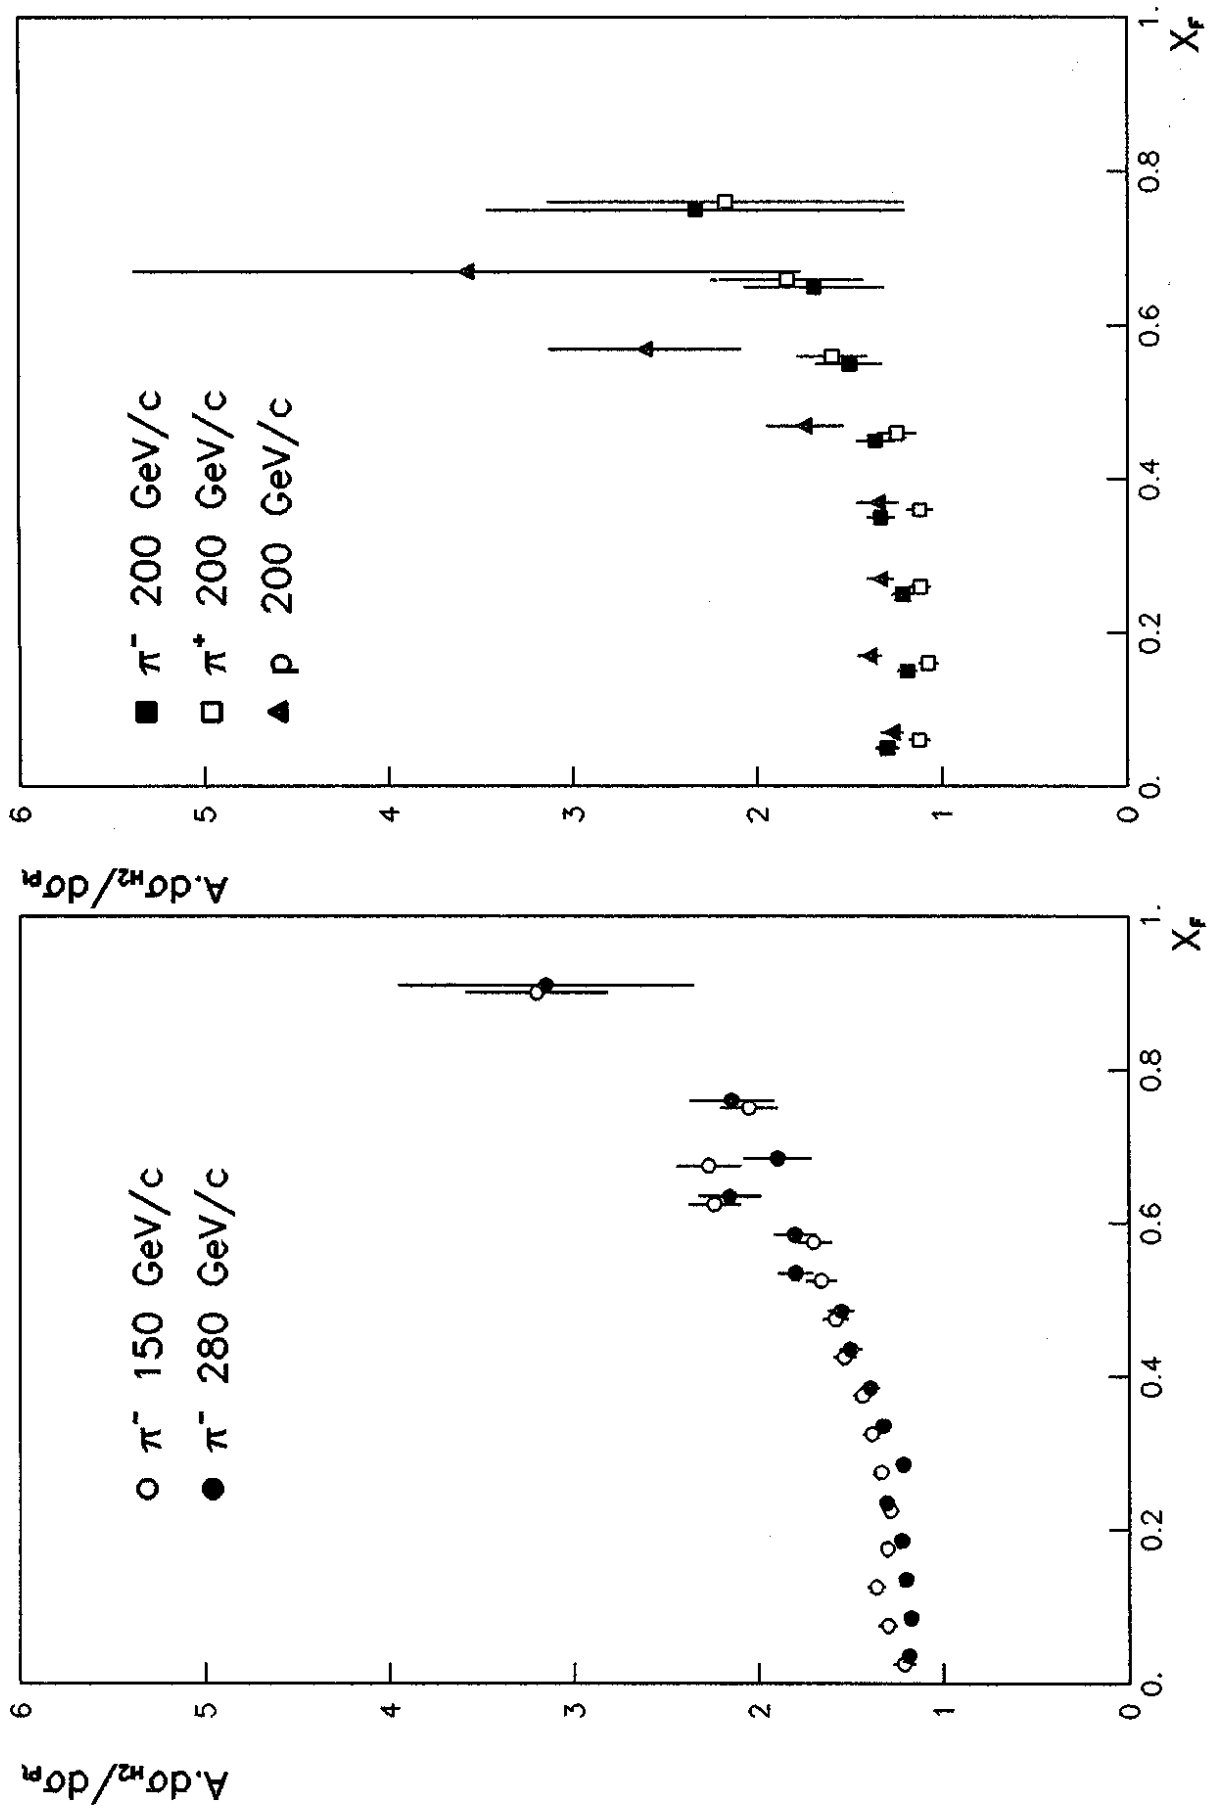 A.dσH2/dσPt
6
5
4
3
2
1
0
0.
0.2
0.4
0.6
0.8
1.
XF
π⁻ 150 GeV/c
π⁻ 280 GeV/c
A.dσH2/dσPt
6
5
4
3
2
1
0
0.
0.2
0.4
0.6
0.8
1.
XF
π⁻ 200 GeV/c
π⁺ 200 GeV/c
p 200 GeV/c